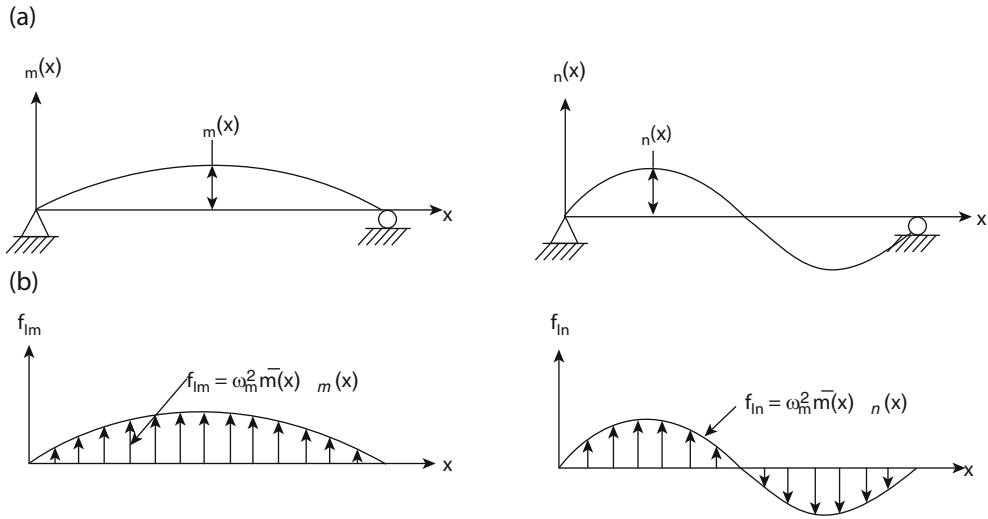 (a)
m(x)
n(x)
m(x)
n(x)
x
x
(b)
fIm
fIn
fIm = ω²m m̅(x) m(x)
fIn = ω²m m̅(x) n(x)
x
x